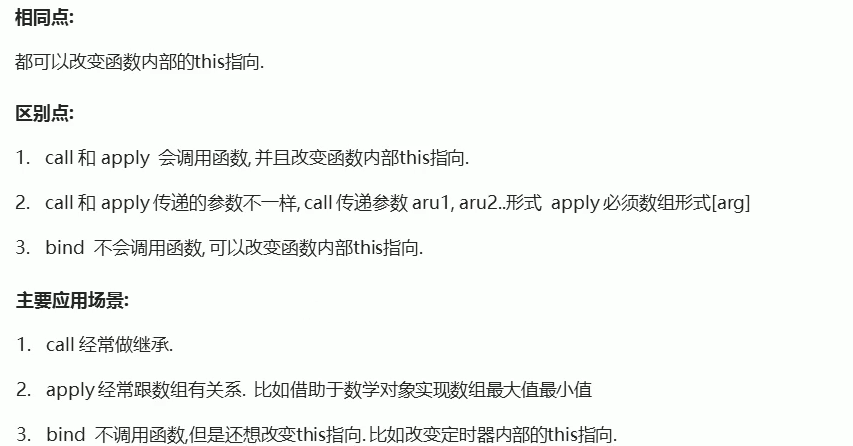 相同点:
都可以改变函数内部的this指向.
区别点:
1. call 和 apply 会调用函数, 并且改变函数内部this指向.
2. call 和 apply 传递的参数不一样, call 传递参数 aru1, aru2..形式 apply 必须数组形式[arg]
3. bind 不会调用函数, 可以改变函数内部this指向.
主要应用场景:
1. call 经常做继承.
2. apply 经常跟数组有关系. 比如借助于数学对象实现数组最大值最小值
3. bind 不调用函数,但是还想改变this指向. 比如改变定时器内部的this指向.